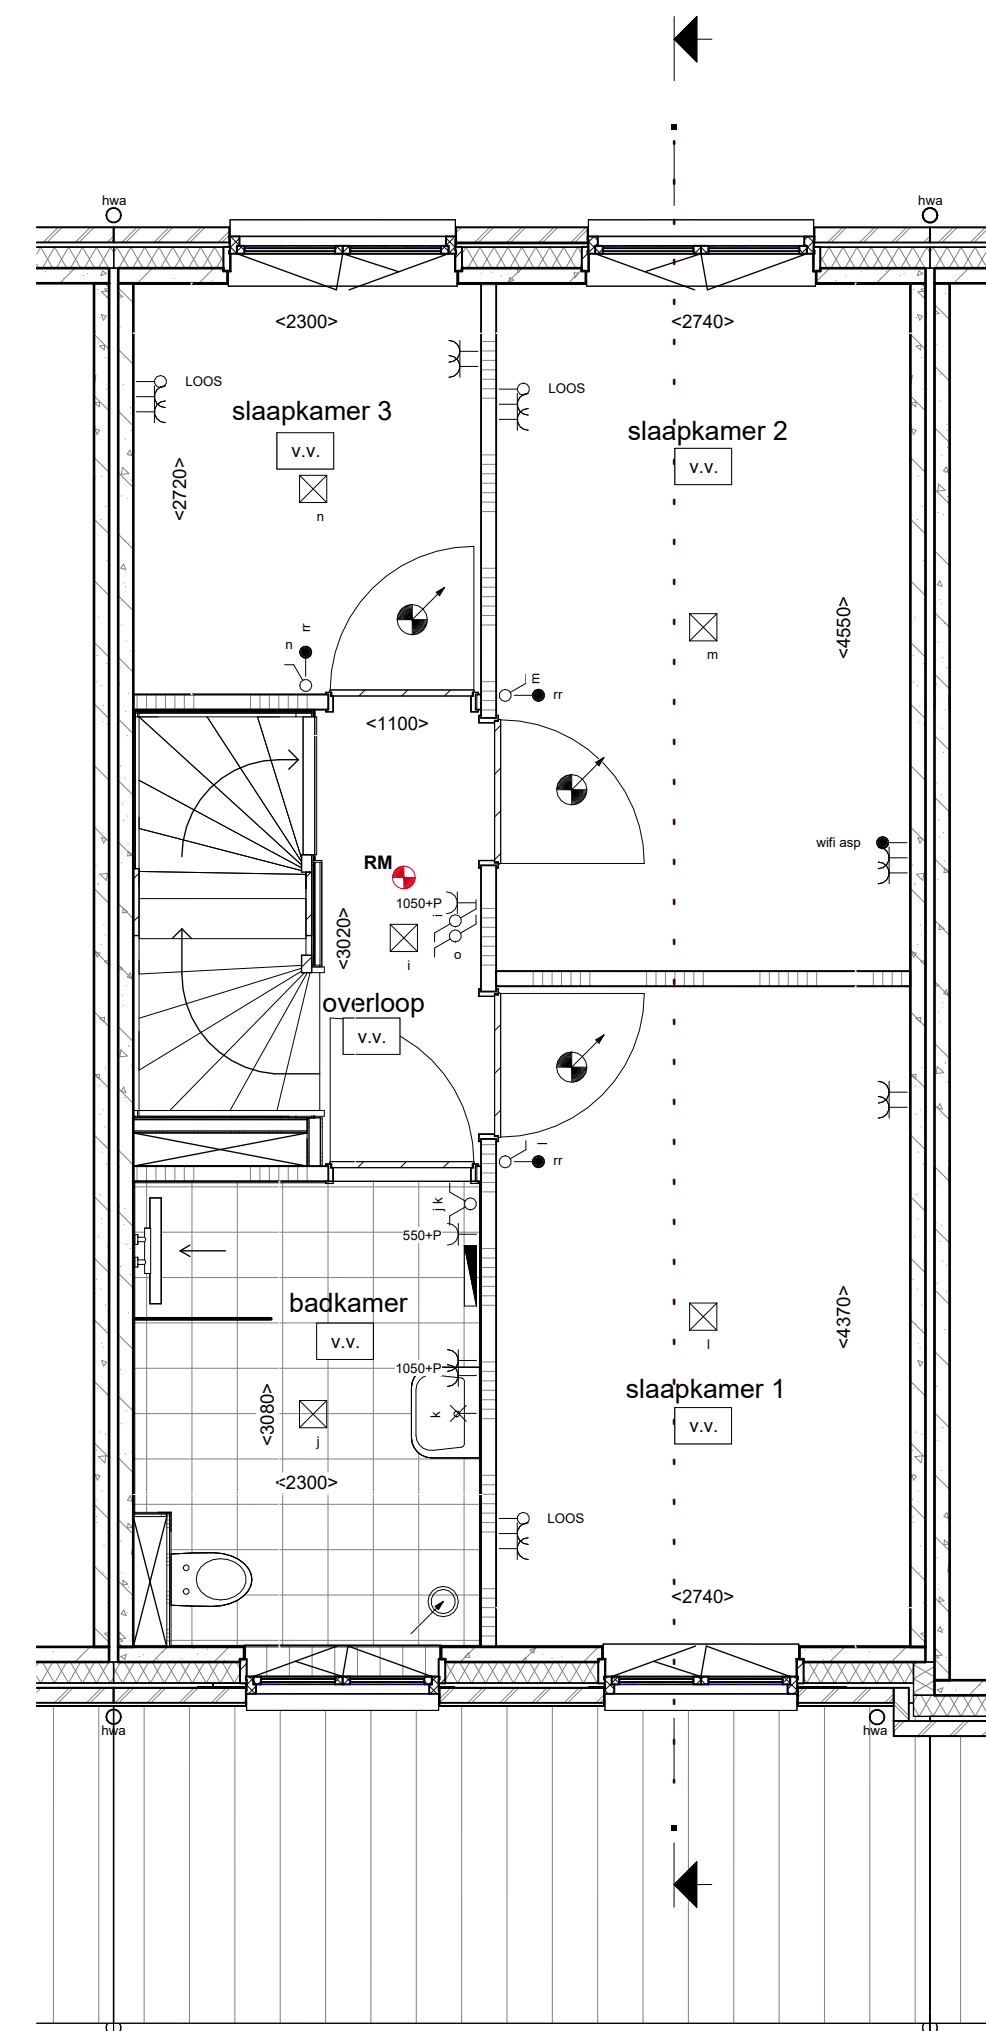 hwa
hwa
<2300>
<2740>
LOOS
LOOS
slaapkamer 3
slaapkamer 2
v.v.
v.v.
<2720>
n
<4550>
rr
n
m
m
rr
<1100>
wifi asp
RM
1050+P
i
<3020>
i
o
overloop
v.v.
l
rr
j k
550+P
badkamer
v.v.
l
<4370>
1050+P
slaapkamer 1
k
v.v.
<3080>
j
<2300>
LOOS
<2740>
hwa
hwa